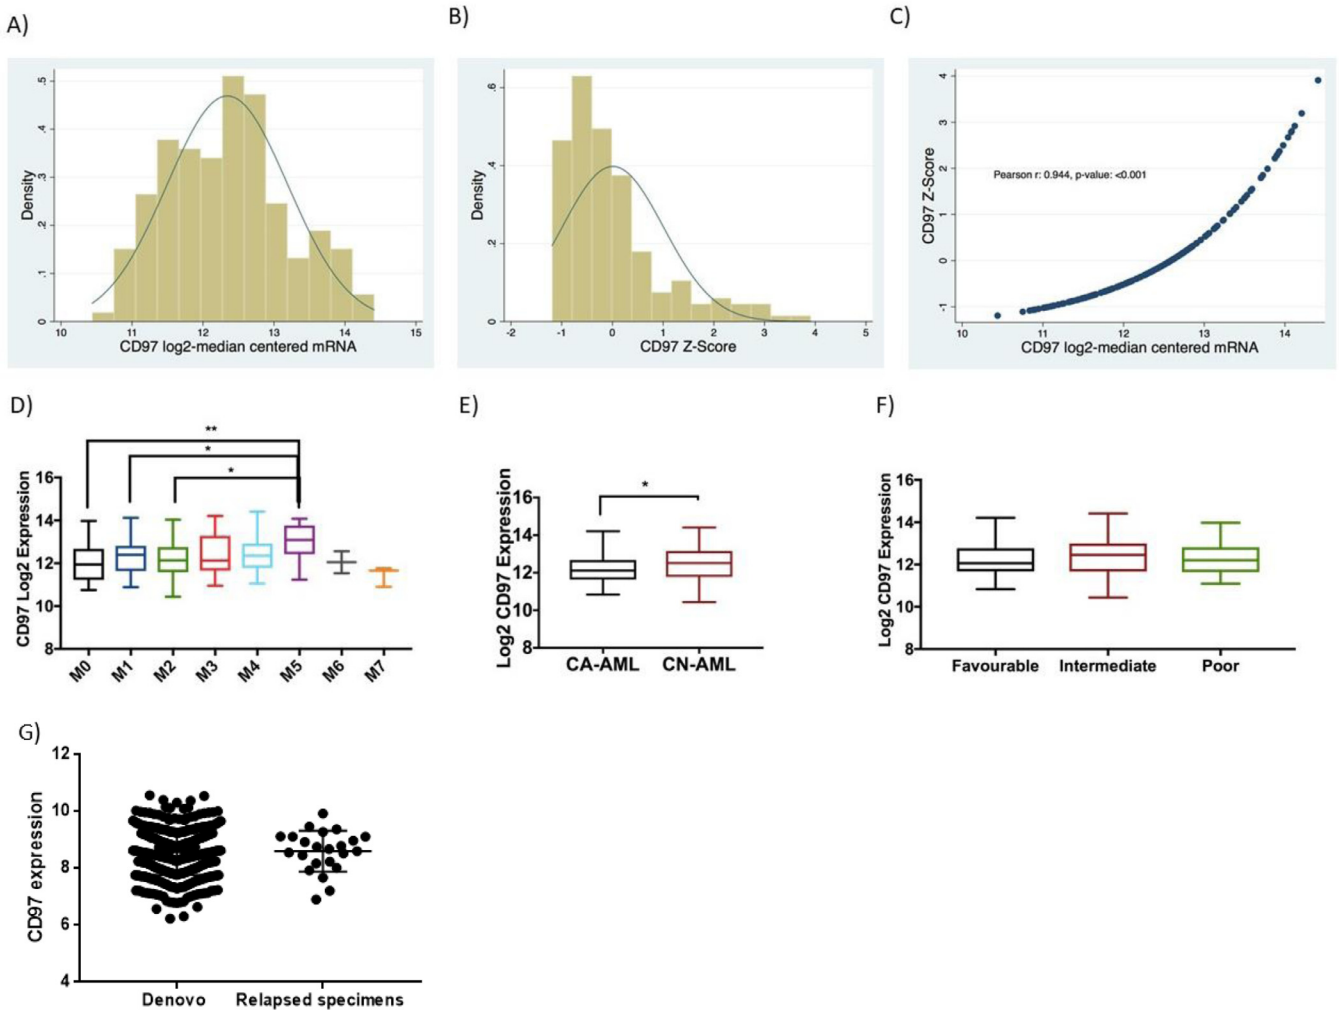 A)
B)
C)
.5
.4
.3
.2
.1
0
Density
10 11 12 13 14 15
CD97 log2-median centered mRNA
.6
.4
.2
0
Density
-2 -1 0 1 2 3 4 5
CD97 Z-Score
4
3
2
1
0
-1
CD97 Z-Score
Pearson r: 0.944, p-value: <0.001
10 11 12 13 14
CD97 log2-median centered mRNA
D)
E)
F)
**
*
*
16
14
12
10
8
CD97 Log2 Expression
M0 M1 M2 M3 M4 M5 M6 M7
*
16
14
12
10
8
Log2 CD97 Expression
CA-AML CN-AML
16
14
12
10
8
Log2 CD97 Expression
Favourable Intermediate Poor
G)
12
10
8
6
4
CD97 expression
Denovo Relapsed specimens